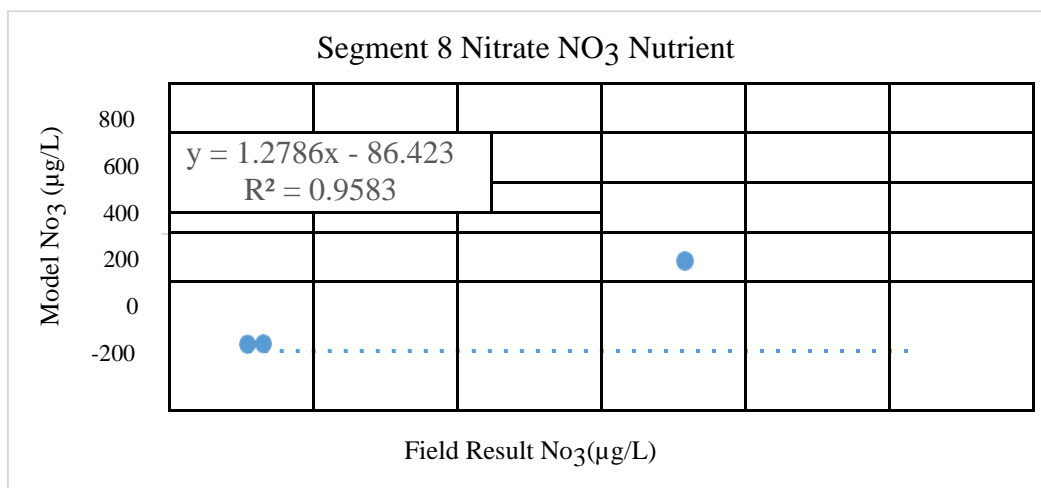 Segment 8 Nitrate NO3 Nutrient
800
600
400
200
0
-200
Model No3 (µg/L)
y = 1.2786x - 86.423
R² = 0.9583
Field Result No3(µg/L)